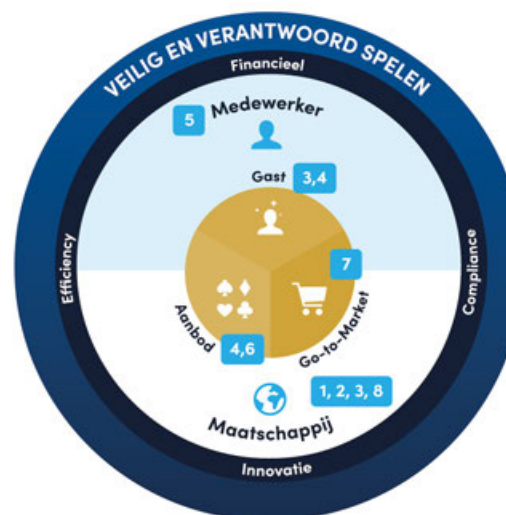 VEILIG EN VERANTWOORD SPELEN
Financieel
5
Medewerker
Gast
3,4
Efficiency
Compliance
7
Aanbod
Go-to-Market
4,6
1, 2, 3, 8
Maatschappij
Innovatie